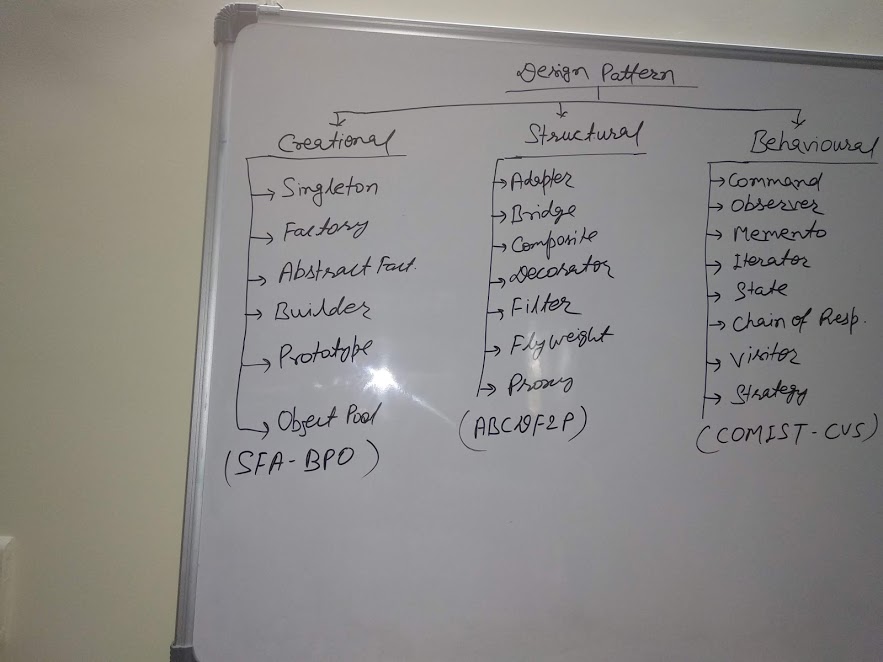 Design Pattern
Creational
Singleton
Factory
Abstract Fact.
Builder
Prototype
Object Pool
(SFA-BPO)
Structural
Adapter
Bridge
Composite
Decorator
Filter
Flyweight
Proxy
(ABCDF2P)
Behavioural
Command
Observer
Memento
Iterator
State
Chain of Resp.
Visitor
Strategy
(COMIST-CVS)